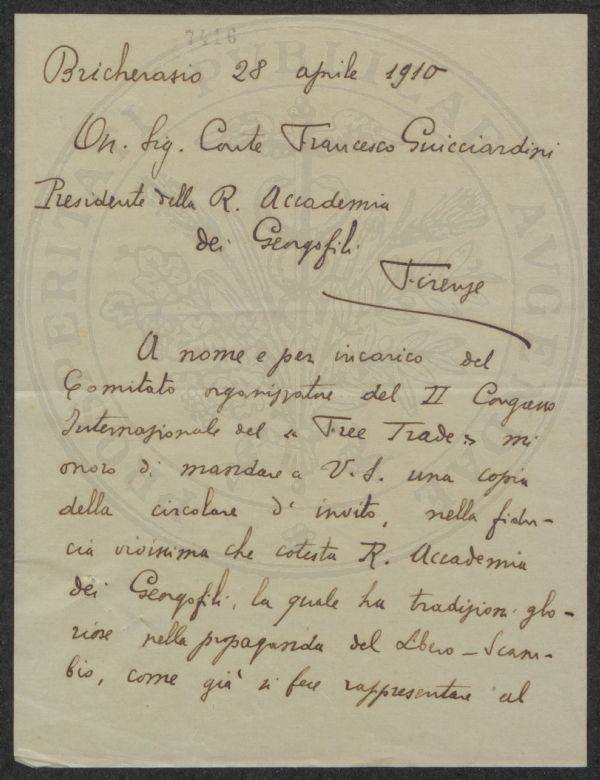 7416
Bricherasio 28 aprile 1910
On. Sig. Conte Francesco Guicciardini
Presidente della R. Accademia
dei Georgofili
Firenze
A nome e per incarico del
Comitato organizzatore del II Congresso
Internazionale del « Free Trade » mi
onoro di mandare a V. S. una copia
della circolare d' invito, nella fidu-
cia vivissima che cotesta R. Accademia
dei Georgofili, la quale ha tradizioni glo-
riose nella propaganda del Libero-Scam-
bio, come già si fece rappresentare al
PROSPERITATI PUBLICAE AUGENDAE